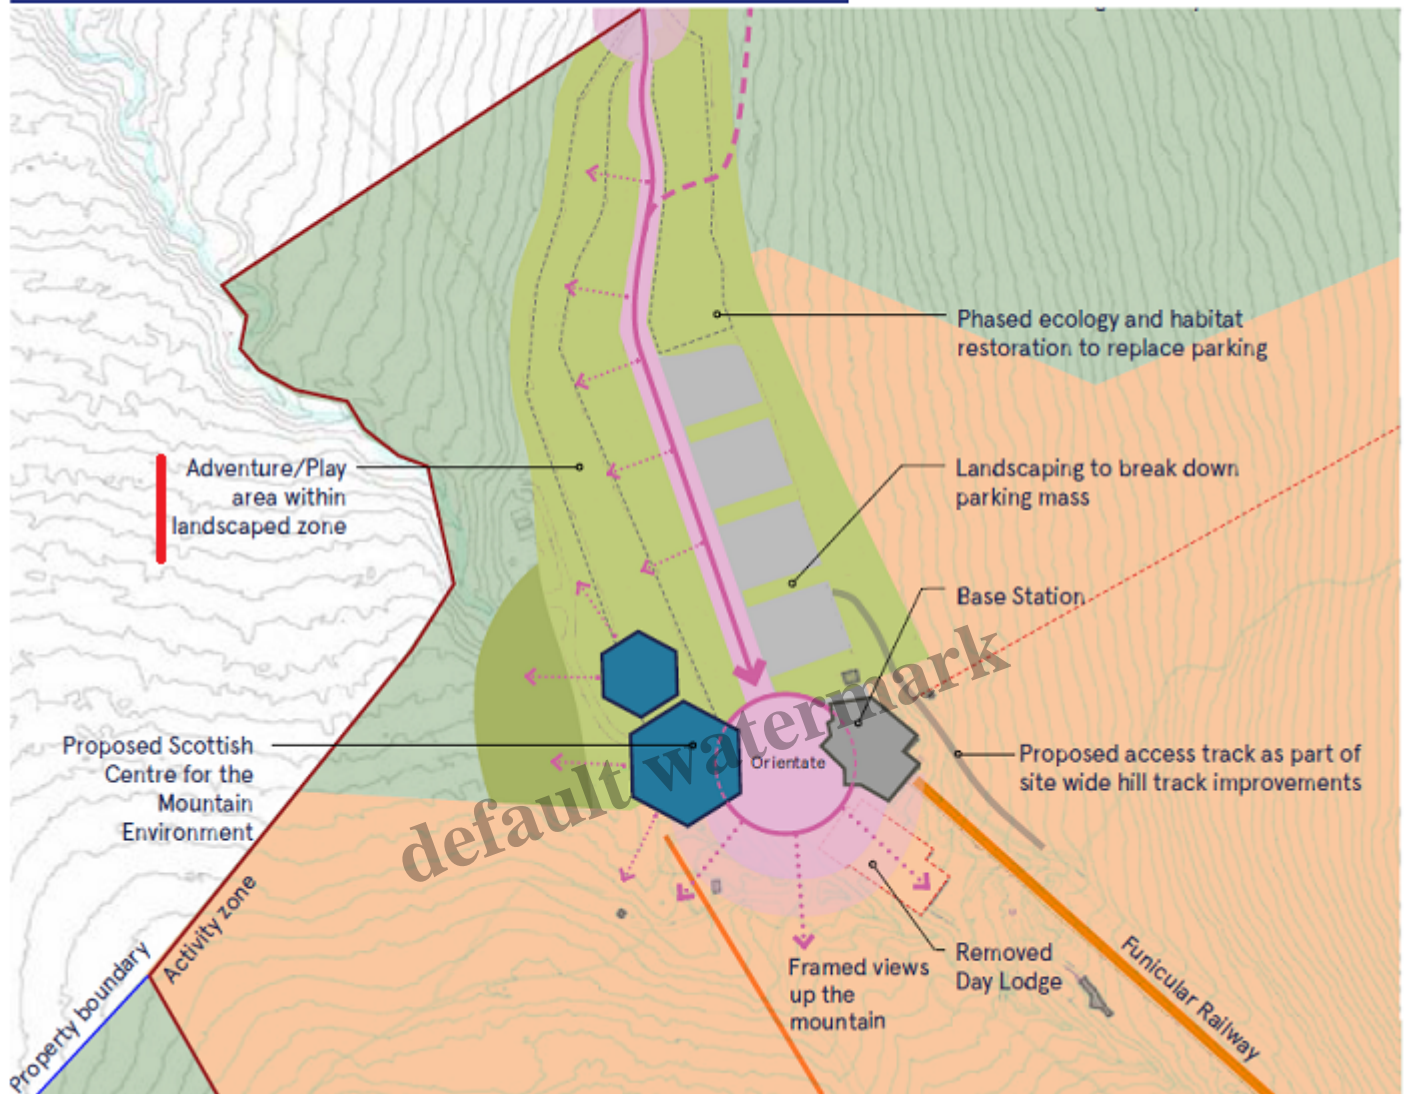 Phased ecology and habitat
restoration to replace parking
Adventure/Play
area within
landscaped zone
Landscaping to break down
parking mass
Base Station
Proposed Scottish
Centre for the
Mountain
Environment
Orientate
Proposed access track as part of
site wide hill track improvements
default watermark
Activity zone
Property boundary
Framed views
up the
mountain
Removed
Day Lodge
Funicular Railway